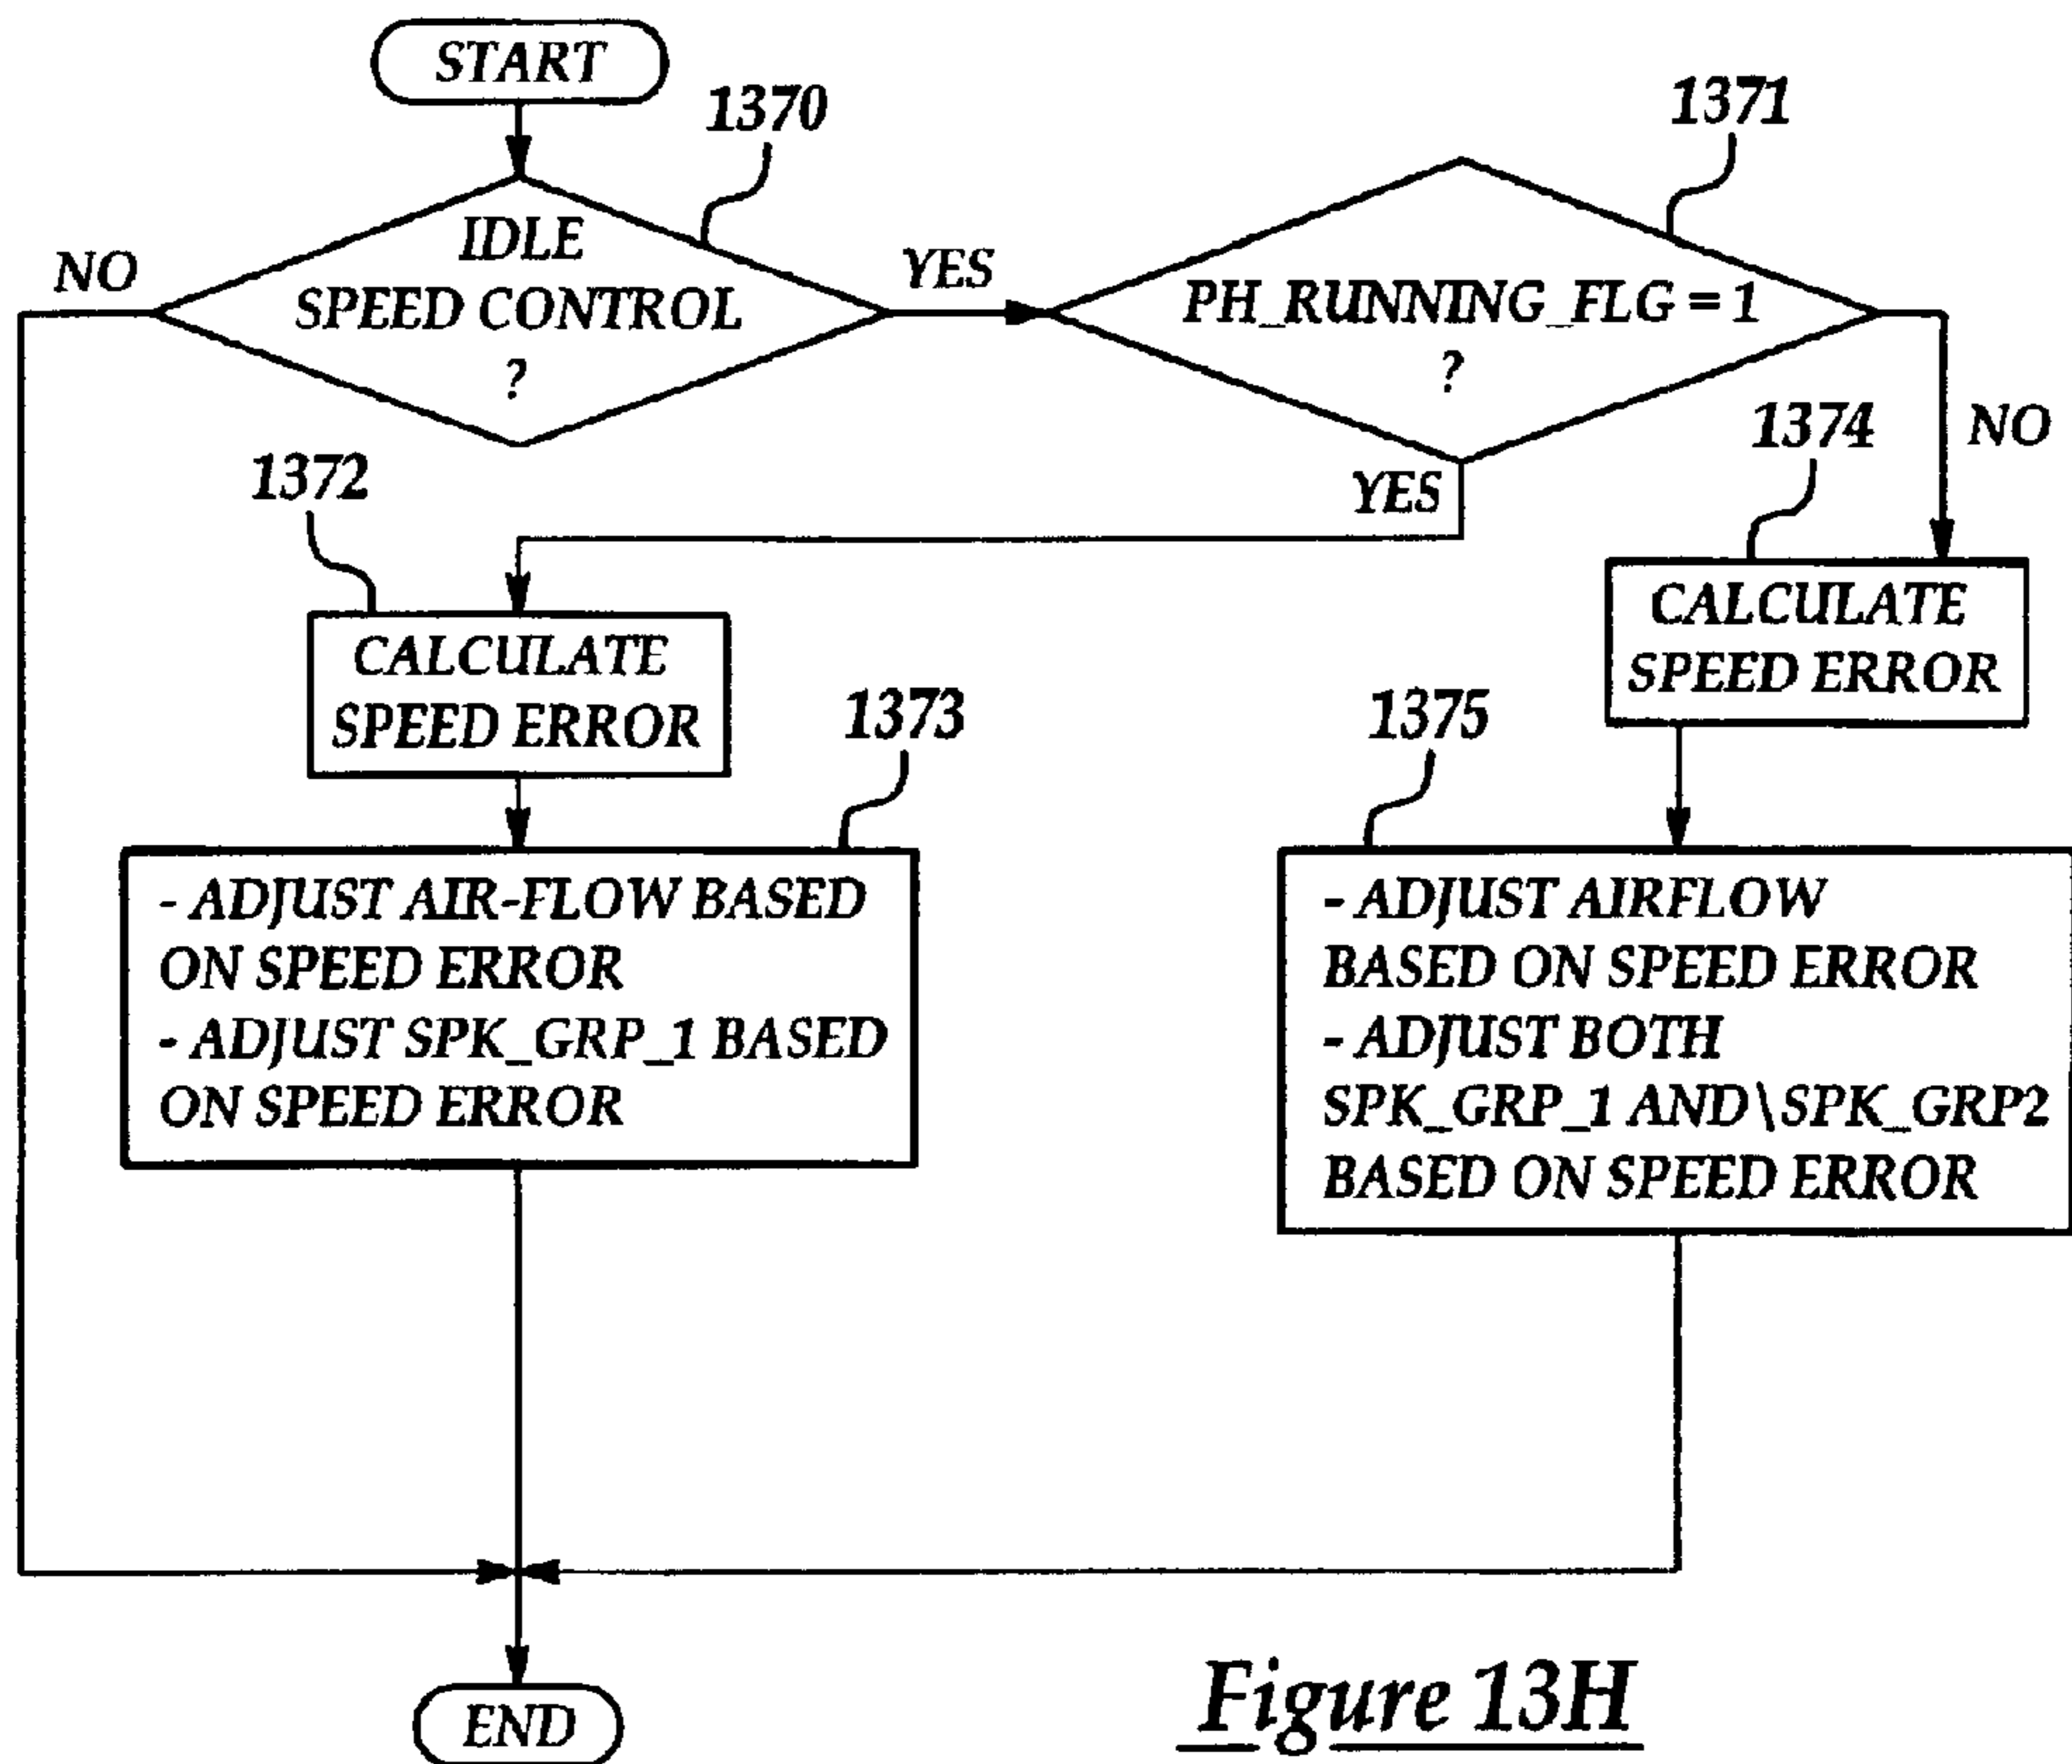 START
1370
1371
IDLE
SPEED CONTROL
?
NO
YES
PH_RUNNING_FLG = 1
?
NO
YES
1372
1374
CALCULATE
SPEED ERROR
CALCULATE
SPEED ERROR
1373
1375
- ADJUST AIR-FLOW BASED
ON SPEED ERROR
- ADJUST SPK_GRP_1 BASED
ON SPEED ERROR
- ADJUST AIRFLOW
BASED ON SPEED ERROR
- ADJUST BOTH
SPK_GRP_1 AND\SPK_GRP2
BASED ON SPEED ERROR
END
Figure 13H